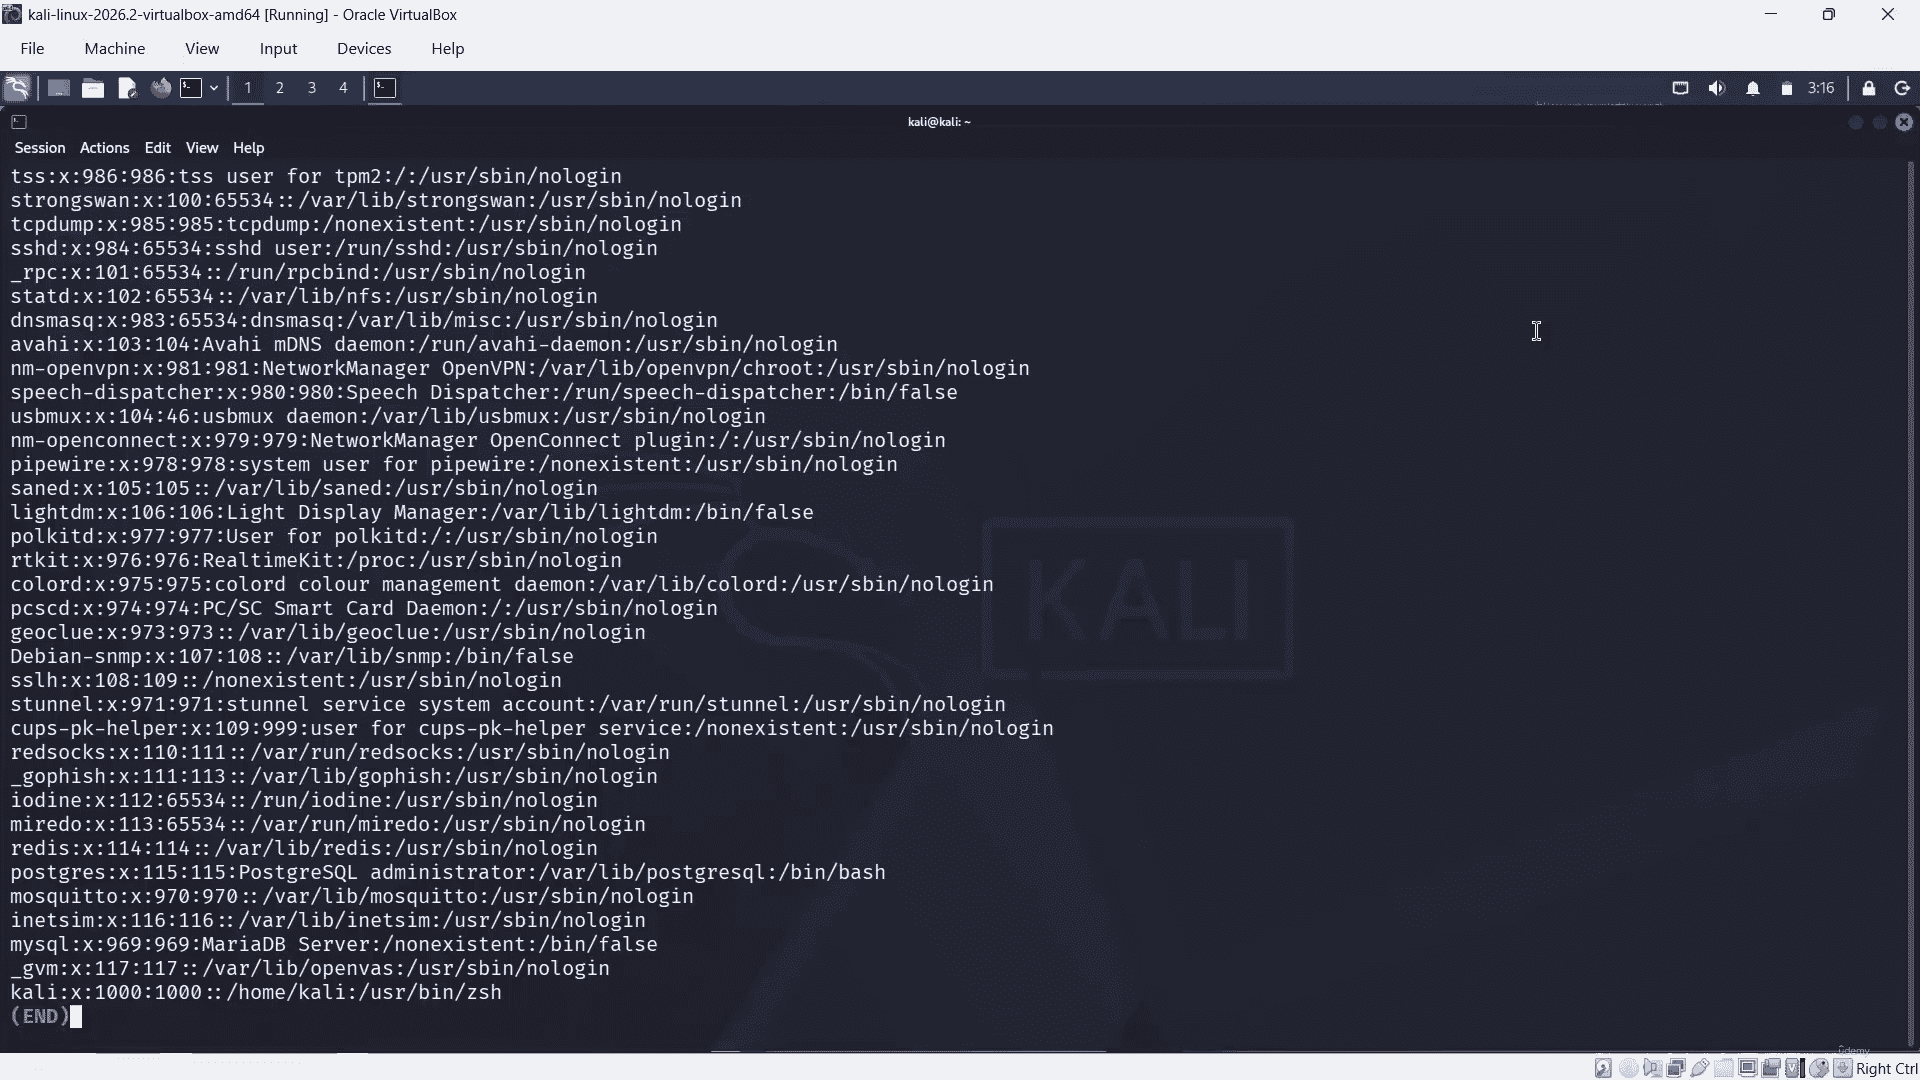 kali-linux-2026.2-virtualbox-amd64 [Running] - Oracle VirtualBox
File Machine View Input Devices Help
1 2 3 4 3:16
kali@kali: ~
Session Actions Edit View Help
tss:x:986:986:tss user for tpm2:/:/usr/sbin/nologin
strongswan:x:100:65534::/var/lib/strongswan:/usr/sbin/nologin
tcpdump:x:985:985:tcpdump:/nonexistent:/usr/sbin/nologin
sshd:x:984:65534:sshd user:/run/sshd:/usr/sbin/nologin
_rpc:x:101:65534::/run/rpcbind:/usr/sbin/nologin
statd:x:102:65534::/var/lib/nfs:/usr/sbin/nologin
dnsmasq:x:983:65534:dnsmasq:/var/lib/misc:/usr/sbin/nologin
avahi:x:103:104:Avahi mDNS daemon:/run/avahi-daemon:/usr/sbin/nologin
nm-openvpn:x:981:981:NetworkManager OpenVPN:/var/lib/openvpn/chroot:/usr/sbin/nologin
speech-dispatcher:x:980:980:Speech Dispatcher:/run/speech-dispatcher:/bin/false
usbmux:x:104:46:usbmux daemon:/var/lib/usbmux:/usr/sbin/nologin
nm-openconnect:x:979:979:NetworkManager OpenConnect plugin:/:/usr/sbin/nologin
pipewire:x:978:978:system user for pipewire:/nonexistent:/usr/sbin/nologin
saned:x:105:105::/var/lib/saned:/usr/sbin/nologin
lightdm:x:106:106:Light Display Manager:/var/lib/lightdm:/bin/false
polkitd:x:977:977:User for polkitd:/:/usr/sbin/nologin
rtkit:x:976:976:RealtimeKit:/proc:/usr/sbin/nologin
colord:x:975:975:colord colour management daemon:/var/lib/colord:/usr/sbin/nologin
pcscd:x:974:974:PC/SC Smart Card Daemon:/:/usr/sbin/nologin
geoclue:x:973:973::/var/lib/geoclue:/usr/sbin/nologin
Debian-snmp:x:107:108::/var/lib/snmp:/bin/false
sslh:x:108:109::/nonexistent:/usr/sbin/nologin
stunnel:x:971:971:stunnel service system account:/var/run/stunnel:/usr/sbin/nologin
cups-pk-helper:x:109:999:user for cups-pk-helper service:/nonexistent:/usr/sbin/nologin
redsocks:x:110:111::/var/run/redsocks:/usr/sbin/nologin
_gophish:x:111:113::/var/lib/gophish:/usr/sbin/nologin
iodine:x:112:65534::/run/iodine:/usr/sbin/nologin
miredo:x:113:65534::/var/run/miredo:/usr/sbin/nologin
redis:x:114:114::/var/lib/redis:/usr/sbin/nologin
postgres:x:115:115:PostgreSQL administrator:/var/lib/postgresql:/bin/bash
mosquitto:x:970:970::/var/lib/mosquitto:/usr/sbin/nologin
inetsim:x:116:116::/var/lib/inetsim:/usr/sbin/nologin
mysql:x:969:969:MariaDB Server:/nonexistent:/bin/false
_gvm:x:117:117::/var/lib/openvas:/usr/sbin/nologin
kali:x:1000:1000::/home/kali:/usr/bin/zsh
(END)
KALI
udemy
Right Ctrl